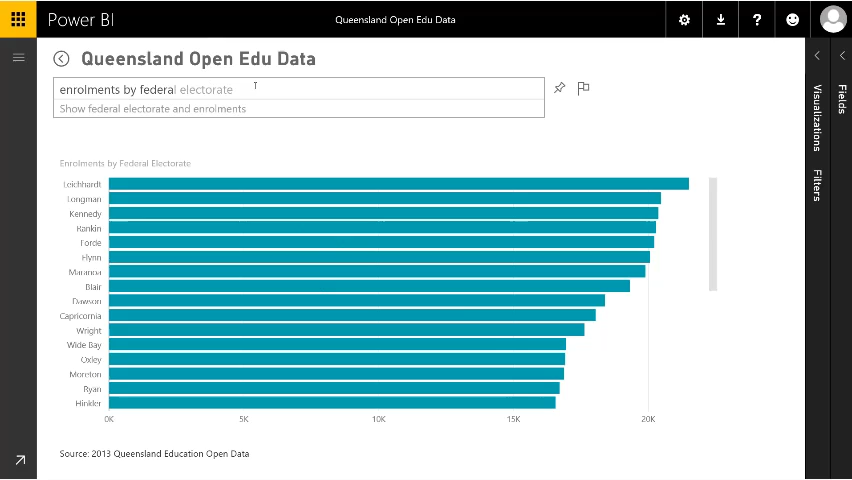 Power BI
Queensland Open Edu Data
?
Queensland Open Edu Data
enrolments by federal electorate
Show federal electorate and enrolments
Visualizations
Filters
Fields
Enrolments by Federal Electorate
Leichhardt
Longman
Kennedy
Rankin
Forde
Flynn
Maranoa
Blair
Dawson
Capricornia
Wright
Wide Bay
Oxley
Moreton
Ryan
Hinkler
0K 5K 10K 15K 20K
Source: 2013 Queensland Education Open Data